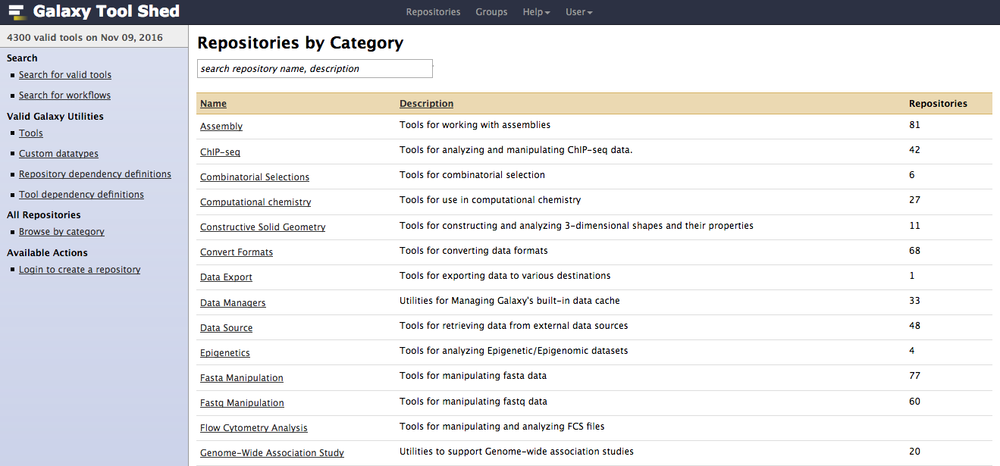 Galaxy Tool Shed
Repositories Groups Help User
4300 valid tools on Nov 09, 2016
Search
Search for valid tools
Search for workflows
Valid Galaxy Utilities
Tools
Custom datatypes
Repository dependency definitions
Tool dependency definitions
All Repositories
Browse by category
Available Actions
Login to create a repository
Repositories by Category
search repository name, description
Name Description Repositories
Assembly Tools for working with assemblies 81
ChIP-seq Tools for analyzing and manipulating ChIP-seq data. 42
Combinatorial Selections Tools for combinatorial selection 6
Computational chemistry Tools for use in computational chemistry 27
Constructive Solid Geometry Tools for constructing and analyzing 3-dimensional shapes and their properties 11
Convert Formats Tools for converting data formats 68
Data Export Tools for exporting data to various destinations 1
Data Managers Utilities for Managing Galaxy's built-in data cache 33
Data Source Tools for retrieving data from external data sources 48
Epigenetics Tools for analyzing Epigenetic/Epigenomic datasets 4
Fasta Manipulation Tools for manipulating fasta data 77
Fastq Manipulation Tools for manipulating fastq data 60
Flow Cytometry Analysis Tools for manipulating and analyzing FCS files
Genome-Wide Association Study Utilities to support Genome-wide association studies 20